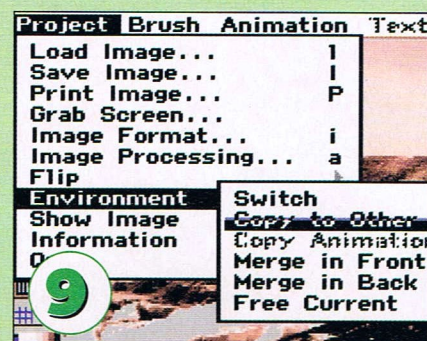 Project Brush Animation Text
Load Image... l
Save Image... I
Print Image... P
Grab Screen...
Image Format... i
Image Processing... a
Flip
Environment
Show Image
Information
Switch
Copy to Other
Copy Animation
Merge in Front
Merge in Back
Free Current
9